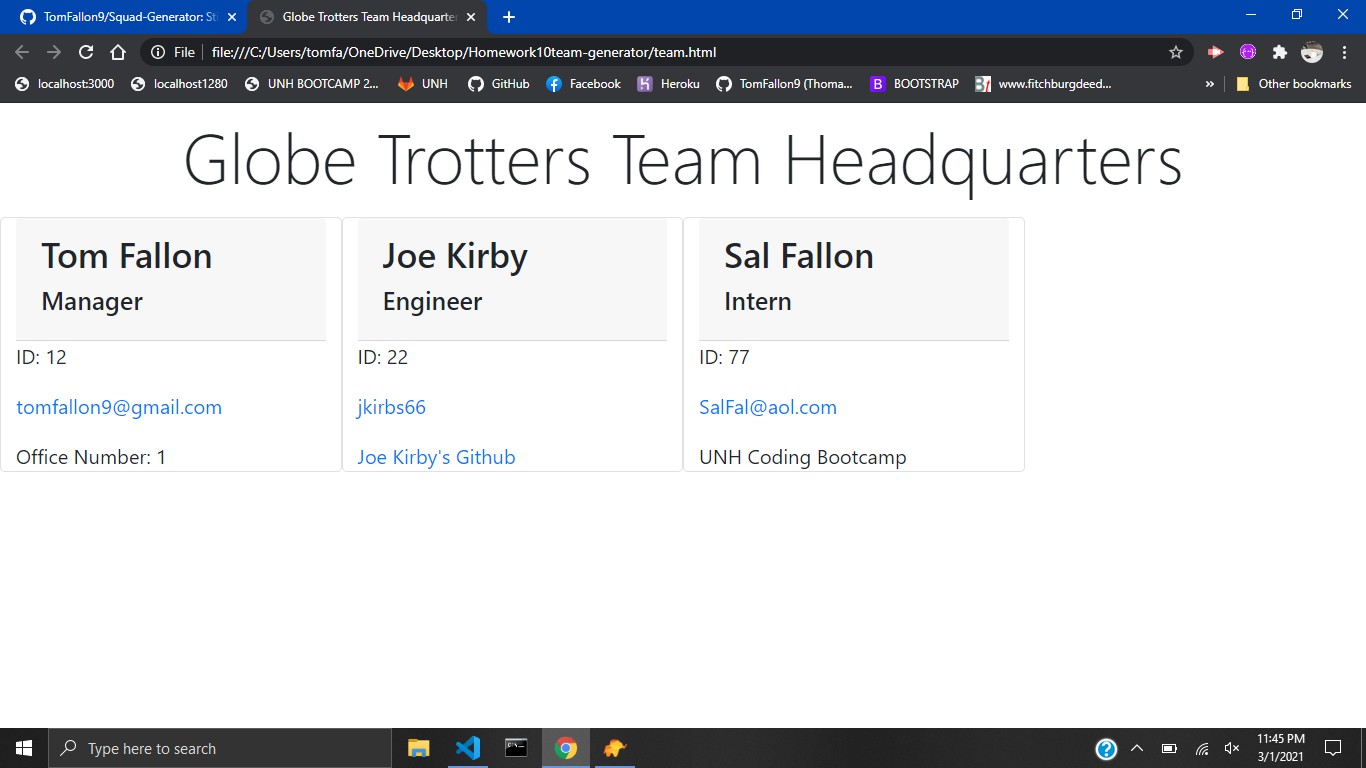 TomFallon9/Squad-Generator: St
Globe Trotters Team Headquarter
File
file:///C:/Users/tomfa/OneDrive/Desktop/Homework10team-generator/team.html
localhost:3000
localhost1280
UNH BOOTCAMP 2...
UNH
GitHub
Facebook
Heroku
TomFallon9 (Thoma...
B
BOOTSTRAP
www.fitchburgdeed...
»
Other bookmarks
Globe Trotters Team Headquarters
Tom Fallon
Manager
ID: 12
tomfallon9@gmail.com
Office Number: 1
Joe Kirby
Engineer
ID: 22
jkirbs66
Joe Kirby's Github
Sal Fallon
Intern
ID: 77
SalFal@aol.com
UNH Coding Bootcamp
Type here to search
11:45 PM
3/1/2021